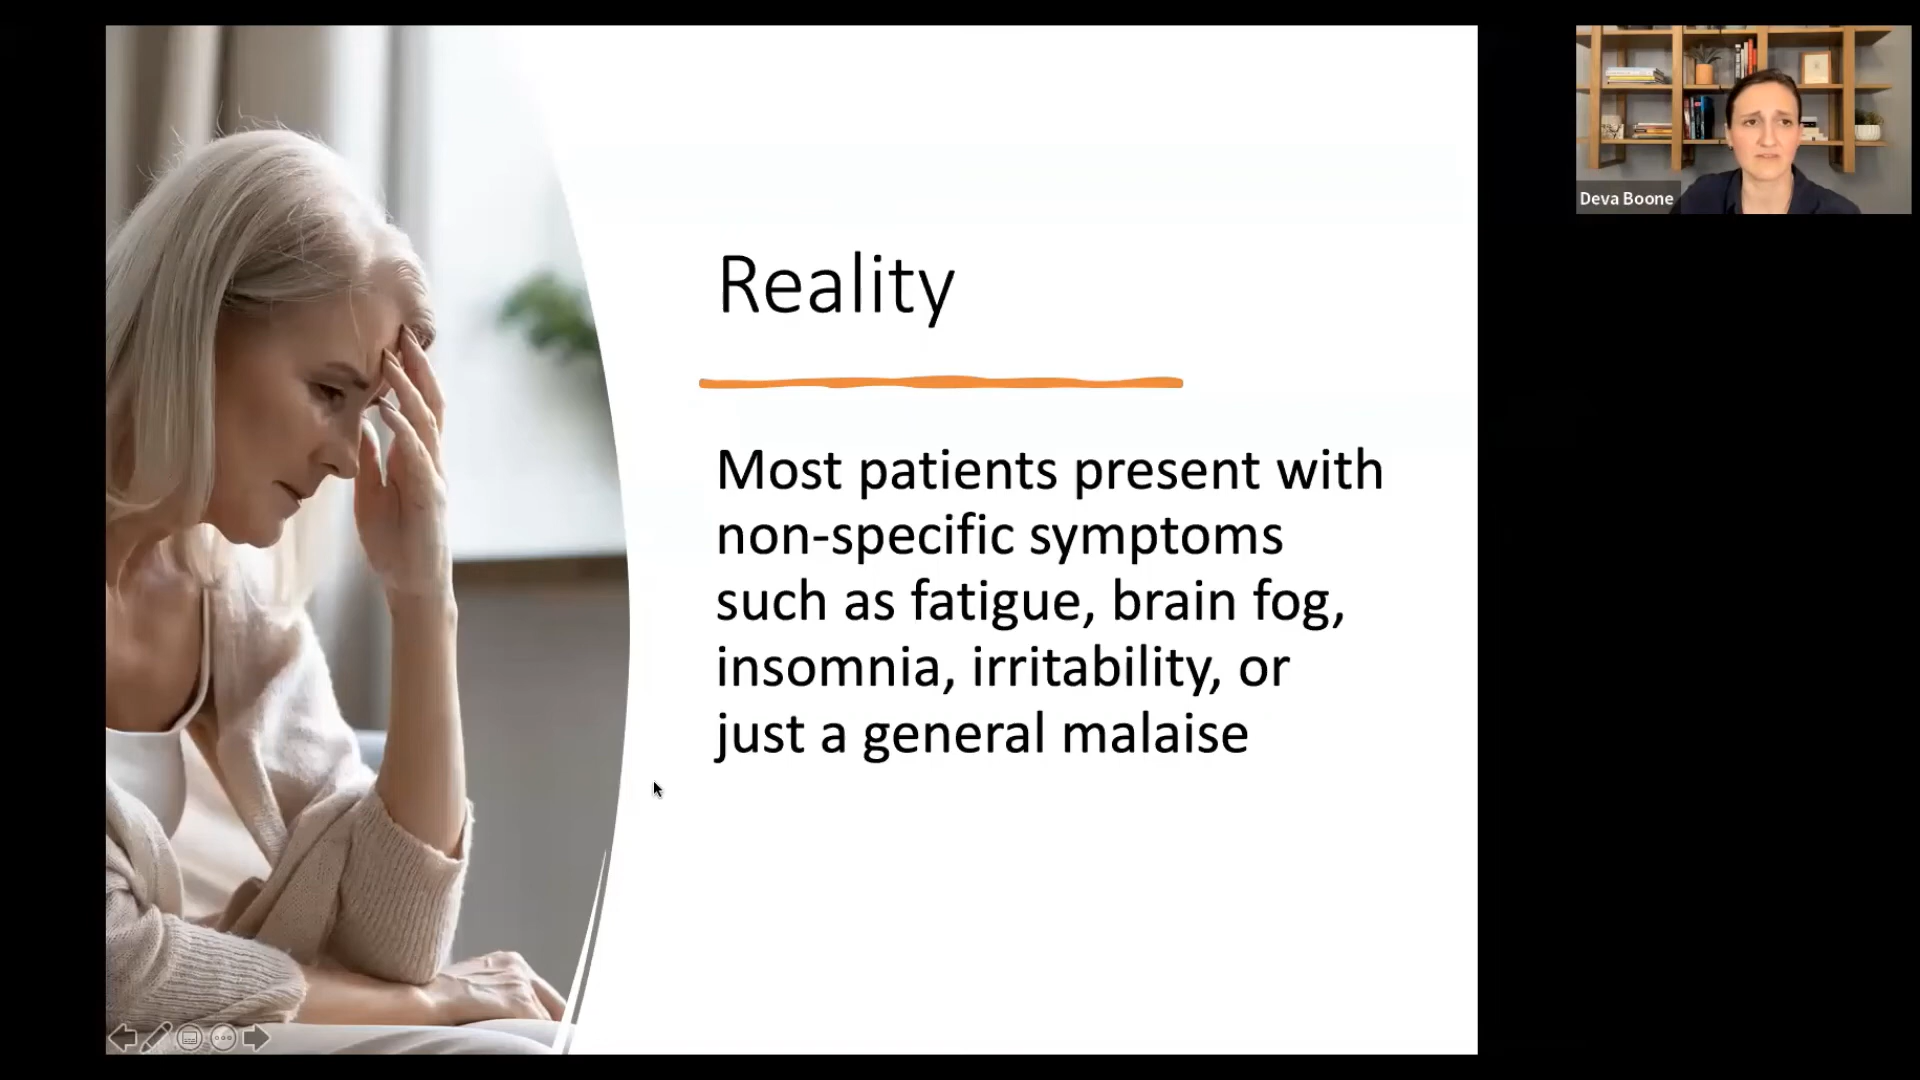 Reality
Most patients present with
non-specific symptoms
such as fatigue, brain fog,
insomnia, irritability, or
just a general malaise
Deva Boone